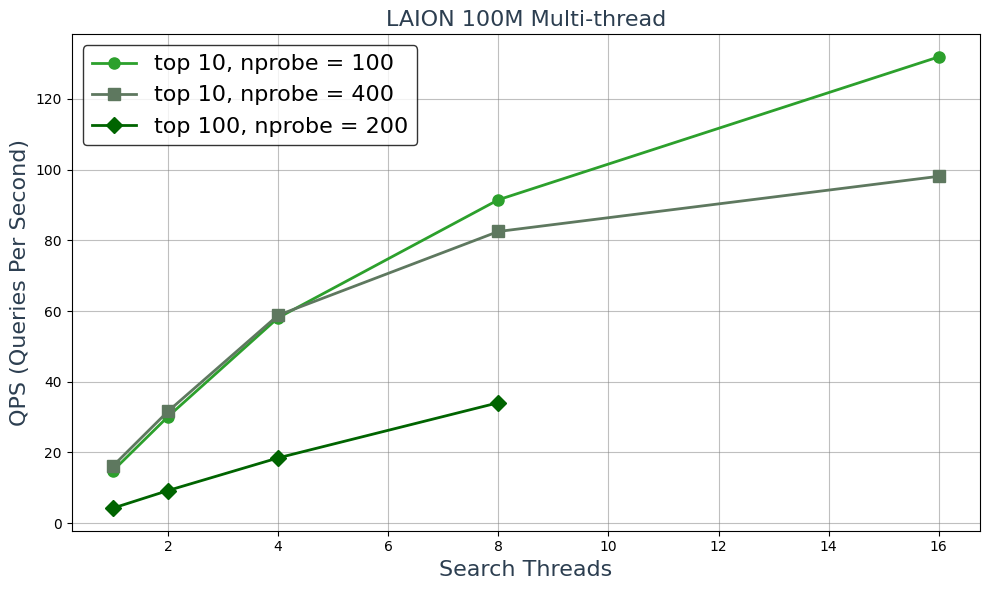 LAION 100M Multi-thread
top 10, nprobe = 100
top 10, nprobe = 400
top 100, nprobe = 200
QPS (Queries Per Second)
120
100
80
60
40
20
0
2 4 6 8 10 12 14 16
Search Threads